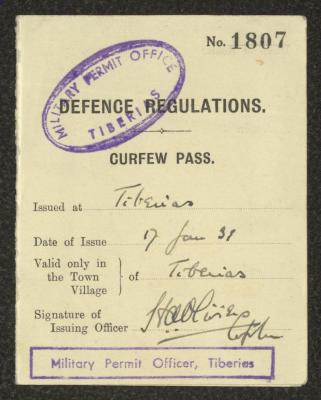 No. 1807
MILITARY PERMIT OFFICE
TIBERIAS
DEFENCE REGULATIONS.
CURFEW PASS.
Issued at Tiberias
Date of Issue 17 Jan 39
Valid only in
the Town } of Tiberias
Village
Signature of
Issuing Officer
Military Permit Officer, Tiberias